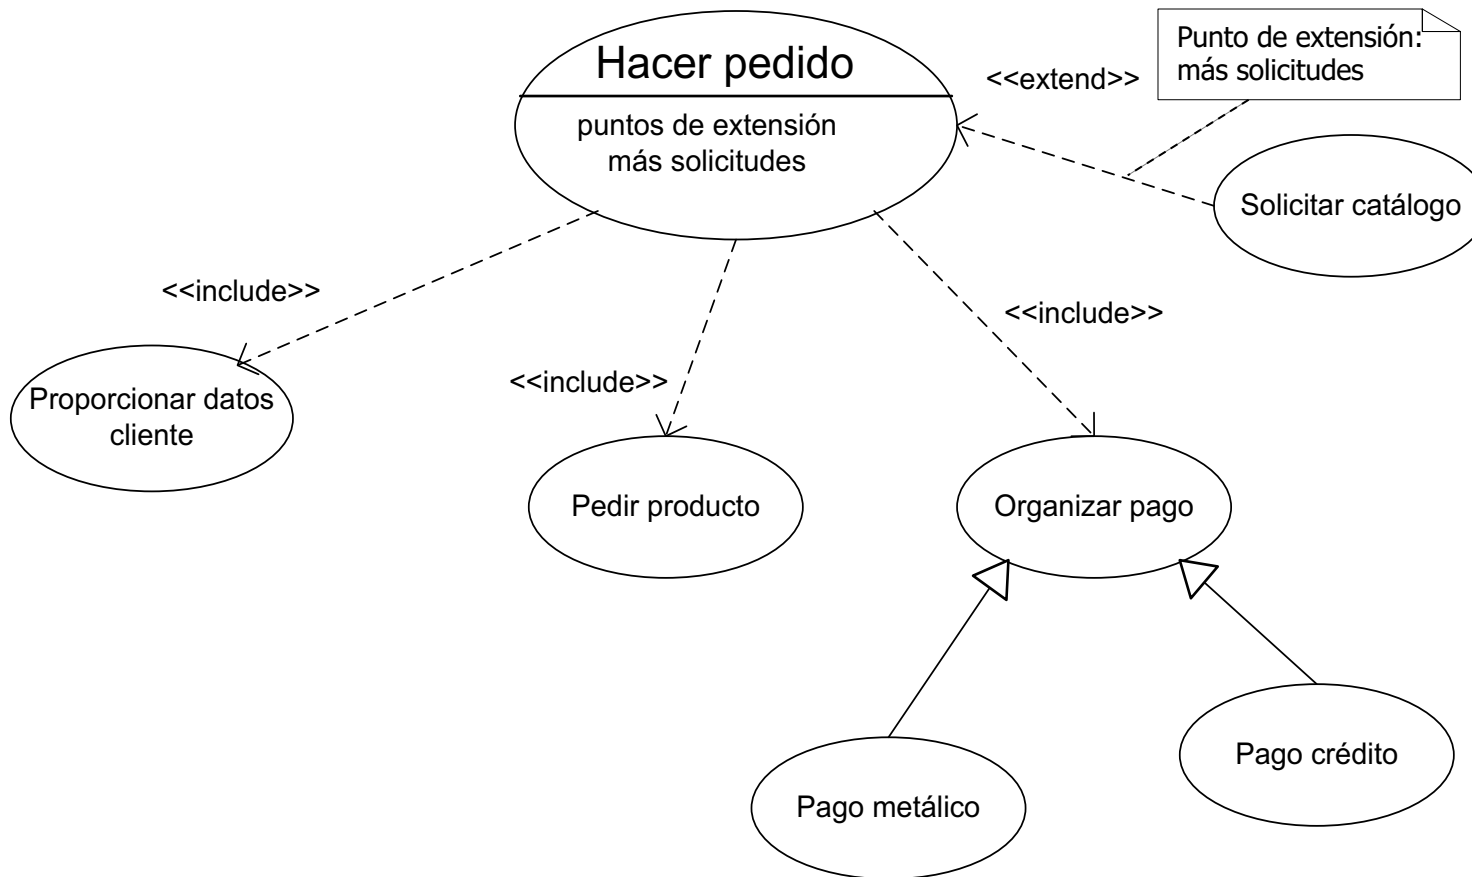 Hacer pedido
puntos de extensión
más solicitudes
<<extend>>
Punto de extensión:
más solicitudes
Solicitar catálogo
<<include>>
<<include>>
<<include>>
Proporcionar datos
cliente
Pedir producto
Organizar pago
Pago metálico
Pago crédito